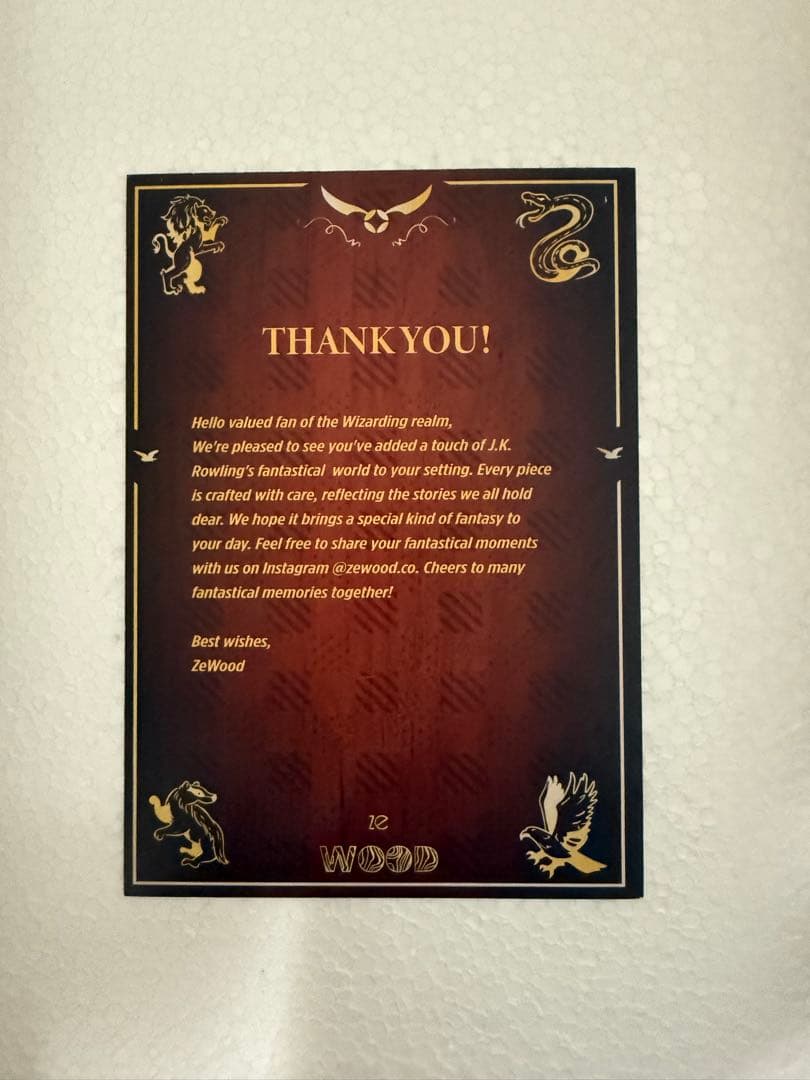 THANK YOU!
Hello valued fan of the Wizarding realm,
We're pleased to see you've added a touch of J.K.
Rowling's fantastical world to your setting. Every piece
is crafted with care, reflecting the stories we all hold
dear. We hope it brings a special kind of fantasy to
your day. Feel free to share your fantastical moments
with us on Instagram @zewood.co. Cheers to many
fantastical memories together!
Best wishes,
ZeWood
ze
WOOD